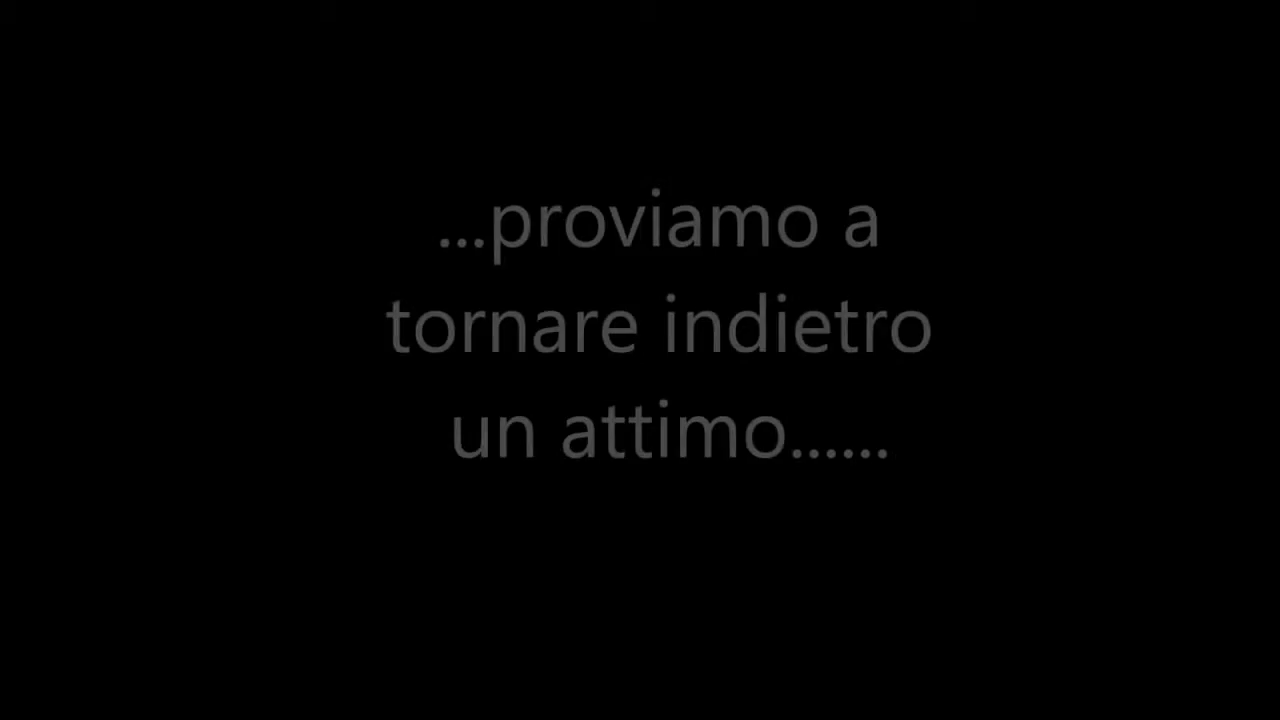 ...proviamo a
tornare indietro
un attimo......